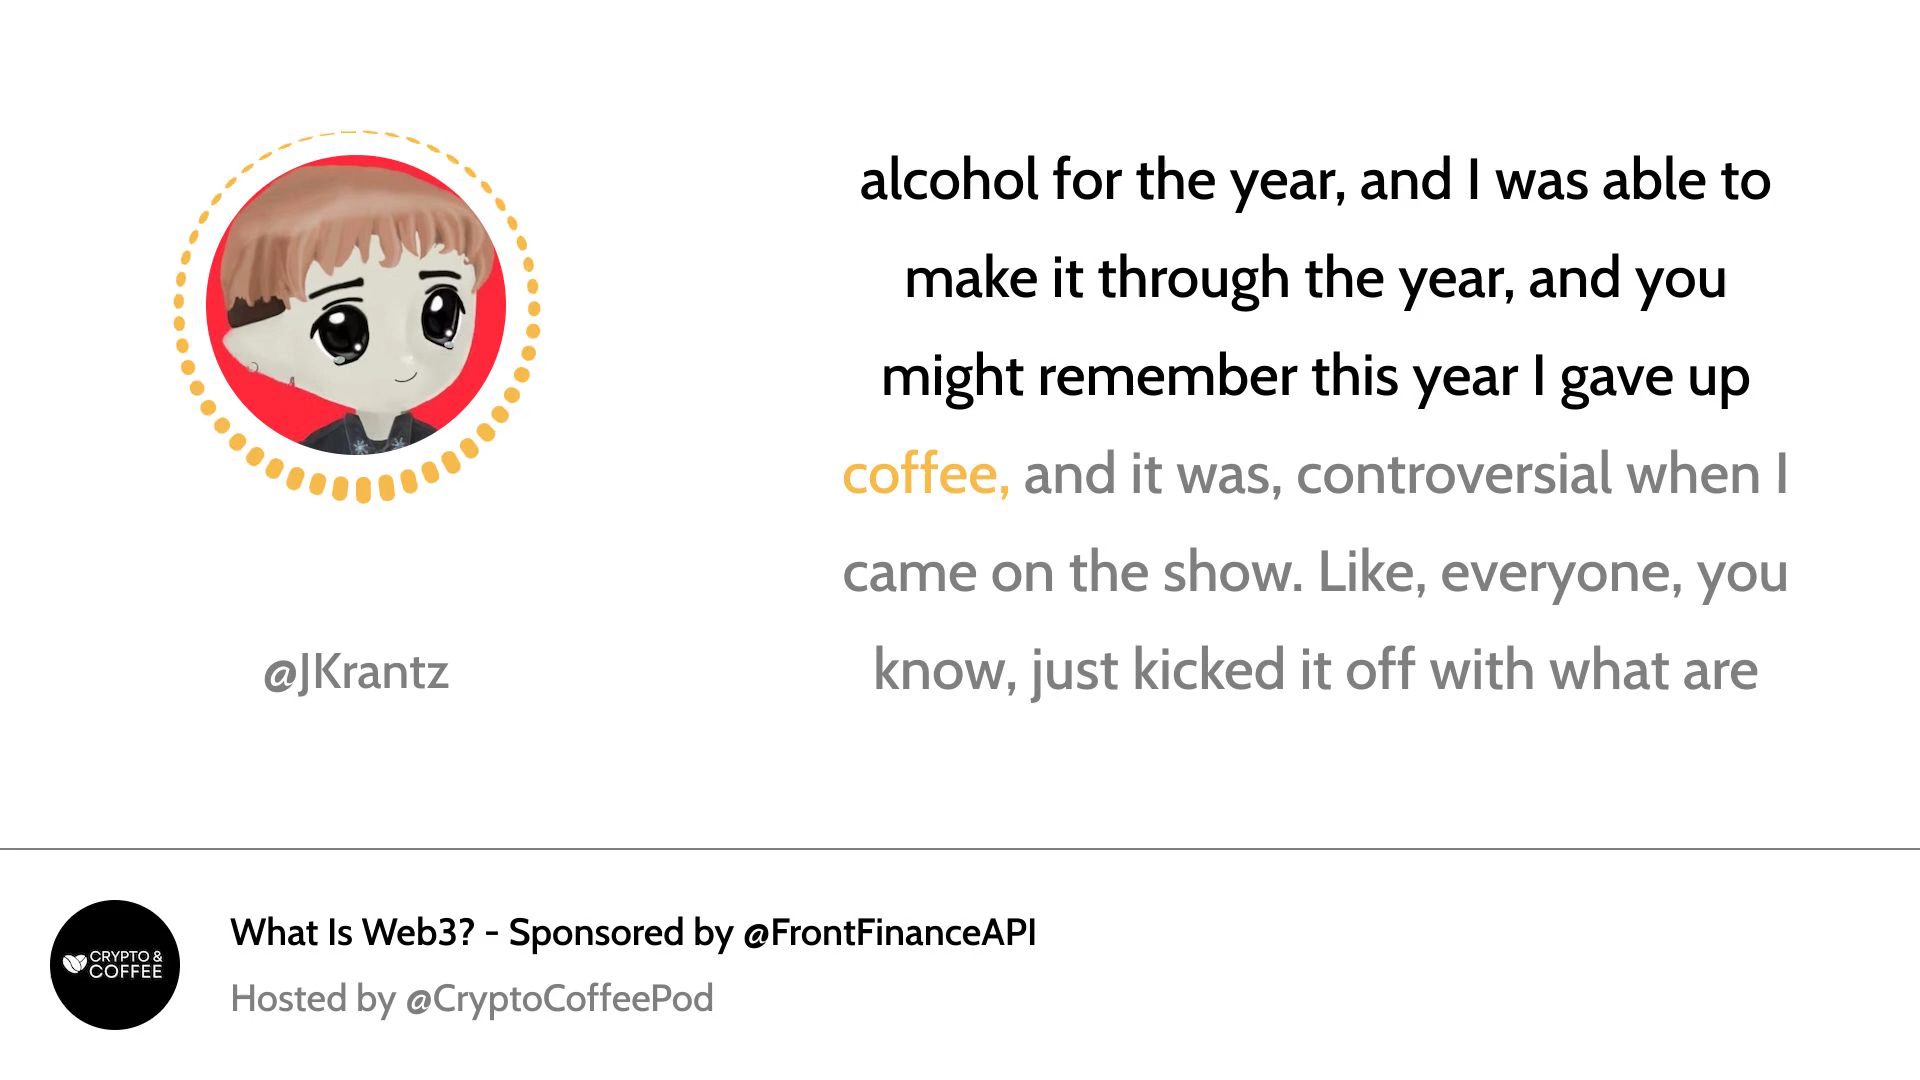 alcohol for the year, and I was able to
make it through the year, and you
might remember this year I gave up
coffee, and it was, controversial when I
came on the show. Like, everyone, you
know, just kicked it off with what are
@JKrantz
CRYPTO &
COFFEE
What Is Web3? - Sponsored by @FrontFinanceAPI
Hosted by @CryptoCoffeePod